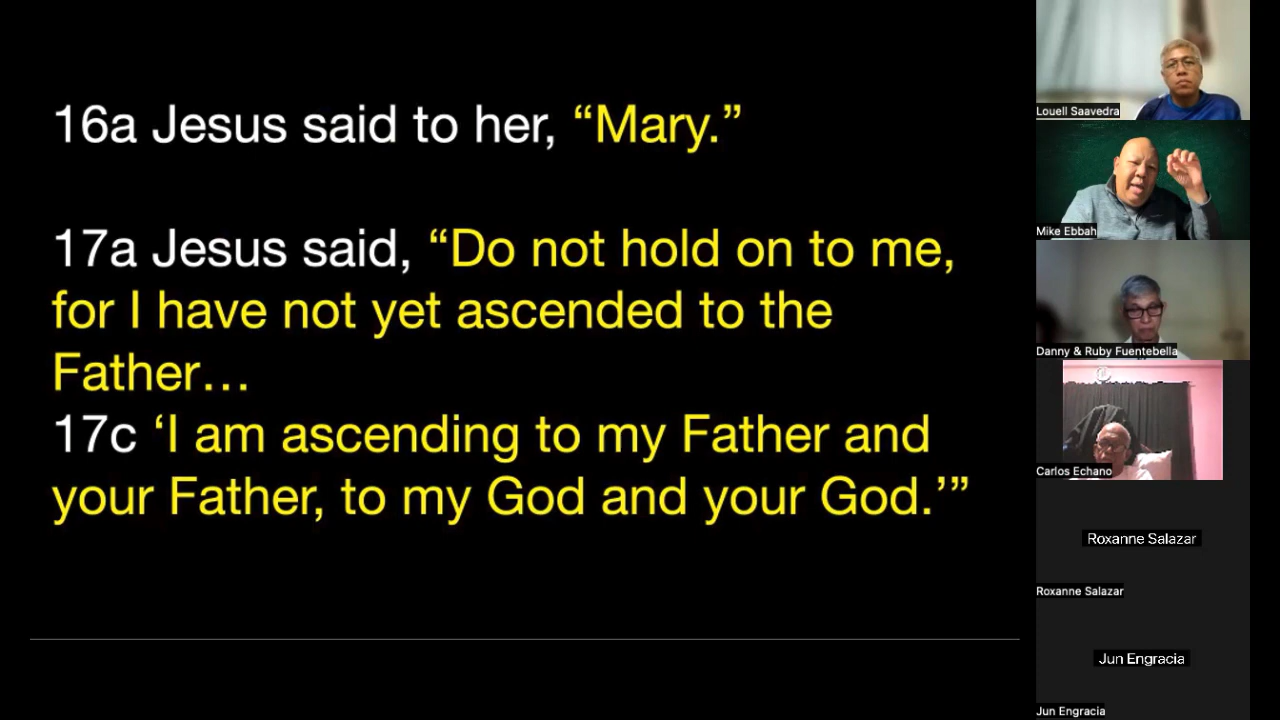 16a Jesus said to her, “Mary.”
17a Jesus said, “Do not hold on to me,
for I have not yet ascended to the
Father…
17c ‘I am ascending to my Father and
your Father, to my God and your God.’”
Louell Saavedra
Mike Ebbah
Danny & Ruby Fuentebella
Carlos Echano
Roxanne Salazar
Roxanne Salazar
Jun Engracia
Jun Engracia